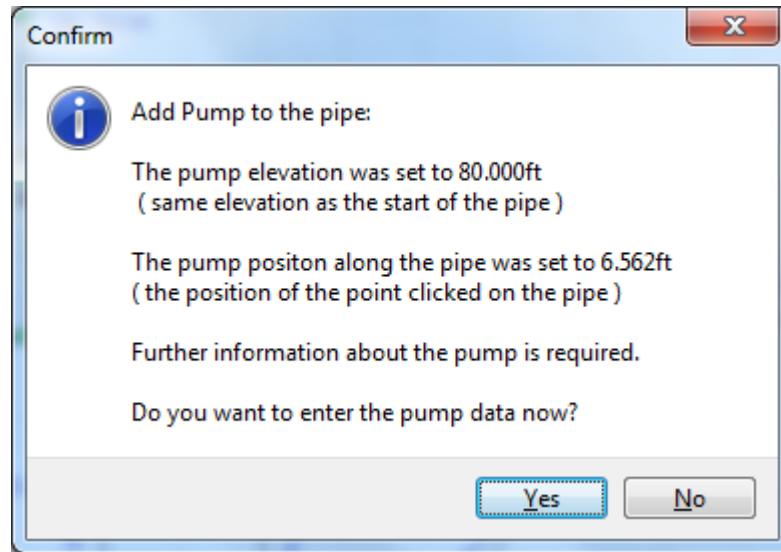 Confirm
Add Pump to the pipe:
The pump elevation was set to 80.000ft
( same elevation as the start of the pipe )
The pump positon along the pipe was set to 6.562ft
( the position of the point clicked on the pipe )
Further information about the pump is required.
Do you want to enter the pump data now?
Yes No